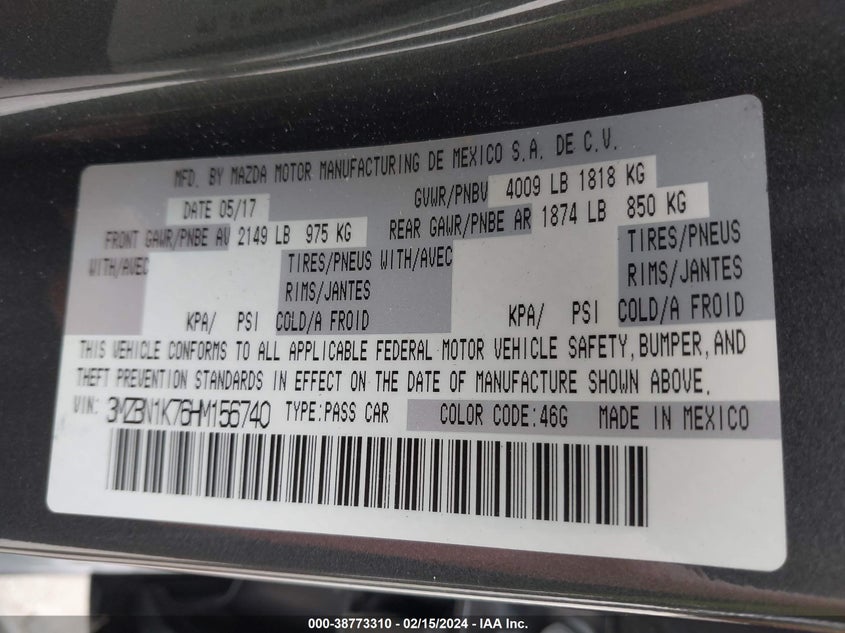 MFD. BY MAZDA MOTOR MANUFACTURING DE MEXICO S.A. DE C.V.
DATE 05/17 GVWR/PNBV 4009 LB 1818 KG
FRONT GAWR/PNBE AV 2149 LB 975 KG REAR GAWR/PNBE AR 1874 LB 850 KG
WITH/AVEC TIRES/PNEUS WITH/AVEC TIRES/PNEUS
RIMS/JANTES RIMS/JANTES
KPA/ PSI COLD/A FROID KPA/ PSI COLD/A FROID
THIS VEHICLE CONFORMS TO ALL APPLICABLE FEDERAL MOTOR VEHICLE SAFETY, BUMPER, AND
THEFT PREVENTION STANDARDS IN EFFECT ON THE DATE OF MANUFACTURE SHOWN ABOVE.
VIN: 3MZBN1K76HM156740 TYPE:PASS CAR COLOR CODE:46G MADE IN MEXICO
000-38773310 / 02/15/2024 / IAA Inc.